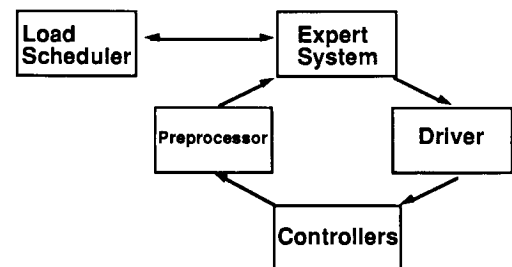 Load
Scheduler
Expert
System
Preprocessor
Driver
Controllers